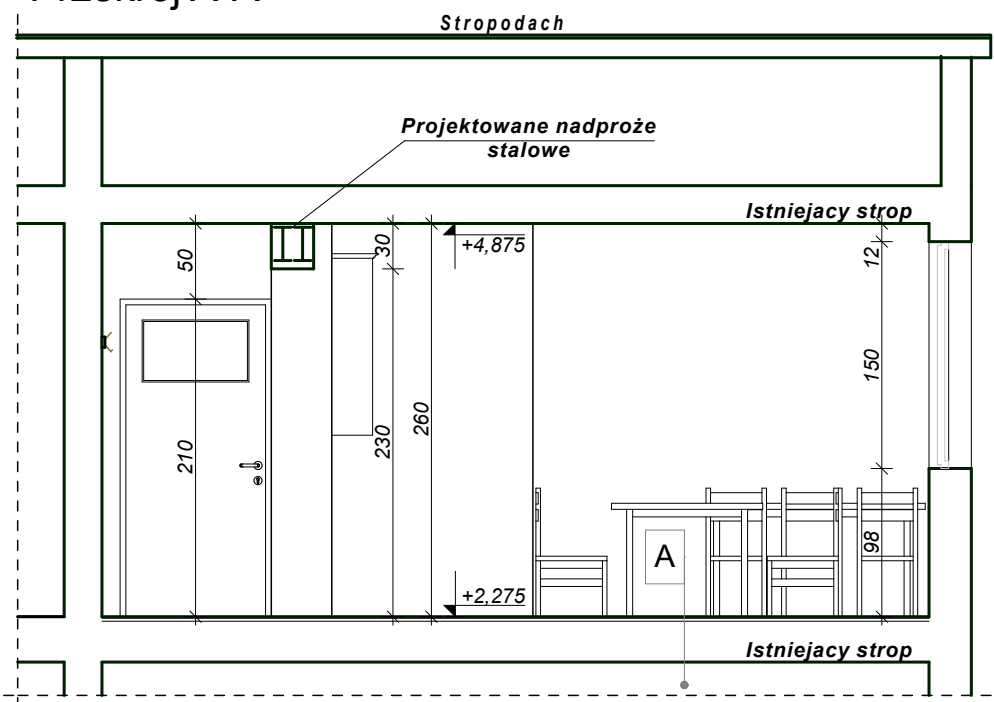 Stropodach
Projektowane nadproże
stalowe
Istniejacy strop
+4,875
50
30
12
150
210
230
260
98
A
+2,275
Istniejacy strop